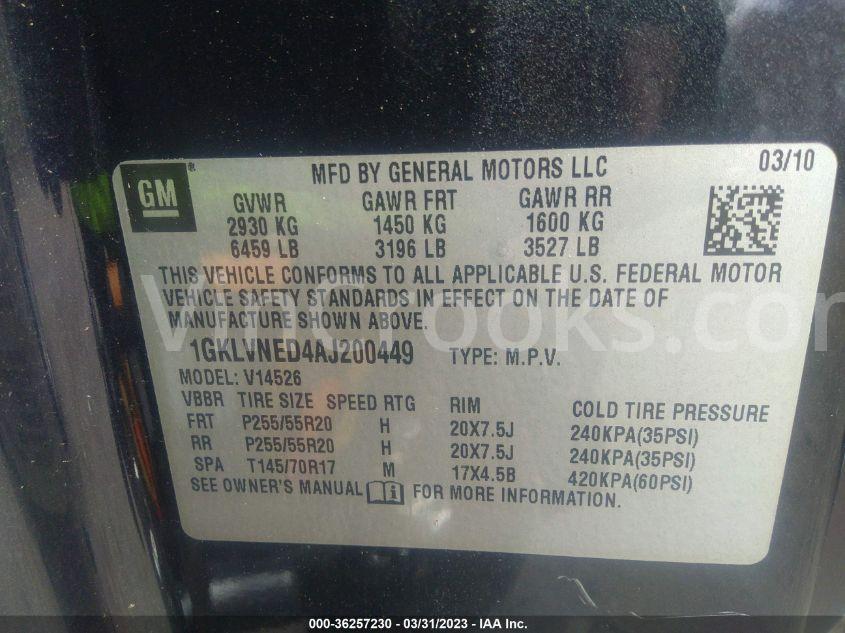 GM
MFD BY GENERAL MOTORS LLC 03/10
GVWR GAWR FRT GAWR RR
2930 KG 1450 KG 1600 KG
6459 LB 3196 LB 3527 LB
THIS VEHICLE CONFORMS TO ALL APPLICABLE U.S. FEDERAL MOTOR
VEHICLE SAFETY STANDARDS IN EFFECT ON THE DATE OF
MANUFACTURE SHOWN ABOVE.
1GKLVNED4AJ200449 TYPE: M.P.V.
MODEL: V14526
VBBR TIRE SIZE SPEED RTG RIM COLD TIRE PRESSURE
FRT P255/55R20 H 20X7.5J 240KPA(35PSI)
RR P255/55R20 H 20X7.5J 240KPA(35PSI)
SPA T145/70R17 M 17X4.5B 420KPA(60PSI)
SEE OWNER'S MANUAL FOR MORE INFORMATION.
000-36257230 - 03/31/2023 - IAA Inc.